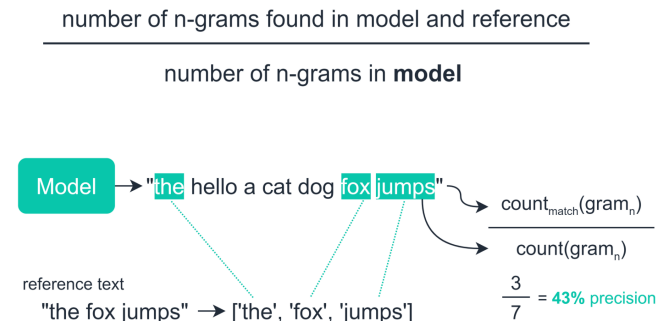 number of n-grams found in model and reference
number of n-grams in model
Model
"the hello a cat dog fox jumps"
count_match(gram_n)
count(gram_n)
reference text
"the fox jumps" → ['the', 'fox', 'jumps']
3
7
= 43% precision